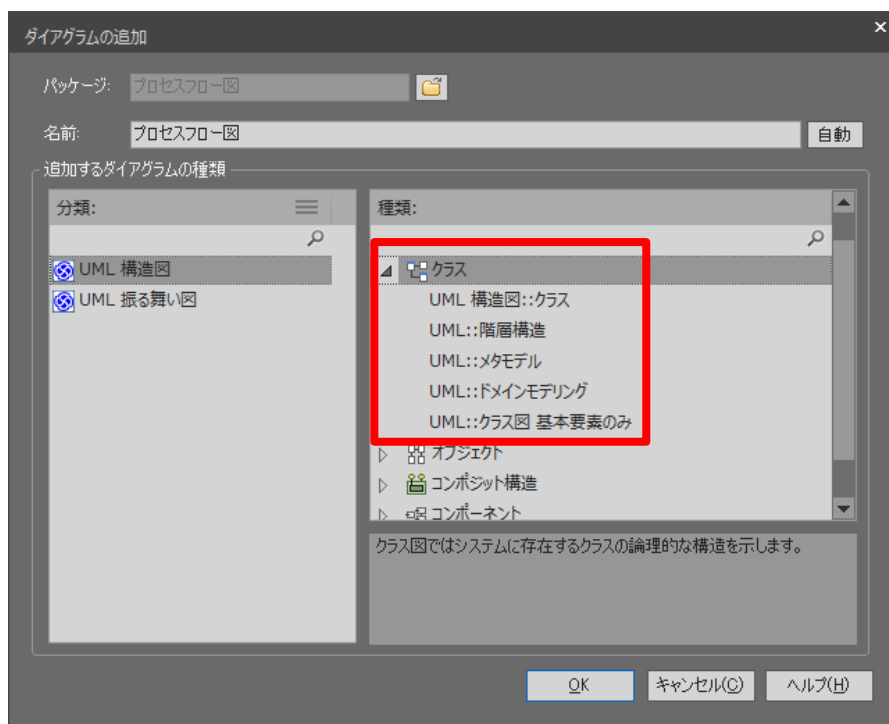 ダイアグラムの追加
パッケージ: プロセスフロー図
名前: プロセスフロー図 自動
追加するダイアグラムの種類
分類:
UML 構造図
UML 振る舞い図
種類:
クラス
UML 構造図::クラス
UML::階層構造
UML::メタモデル
UML::ドメインモデリング
UML::クラス図 基本要素のみ
オブジェクト
コンポジット構造
コンポーネント
クラス図ではシステムに存在するクラスの論理的な構造を示します。
OK キャンセル(C) ヘルプ(H)